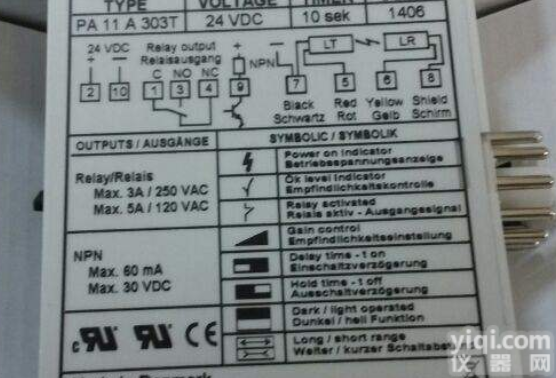 TYPE VOLTAGE
PA 11 A 303T 24 VDC 10 sek 1406
24 VDC Relay output + -
+ - Relaisausgang NPN LT LR
C NO NC
2 10 1 3 4 9 7 5 6 8
Black Red Yellow Shield
Schwartz Rot Gelb Schirm
OUTPUTS / AUSGÄNGE SYMBOLIC / SYMBOLIK
Relay/Relais
Max. 3A / 250 VAC
Max. 5A / 120 VAC
NPN
Max. 60 mA
Max. 30 VDC
Power on indicator
Betriebsspannungsanzeige
Ok level indicator
Empfindlichkeitskontrolle
Relay activated
Relais aktiv - Ausgangssignal
Gain control
Empfindlichkeitseinstellung
Delay time - t on
Einschaltverzögerung
Hold time - t off
Ausschaltverzögerung
Dark / light operated
Dunkel / hell Funktion
Long / short range
Weiter / kurzer
c RU US RU CE
yiqi.com
仪器网